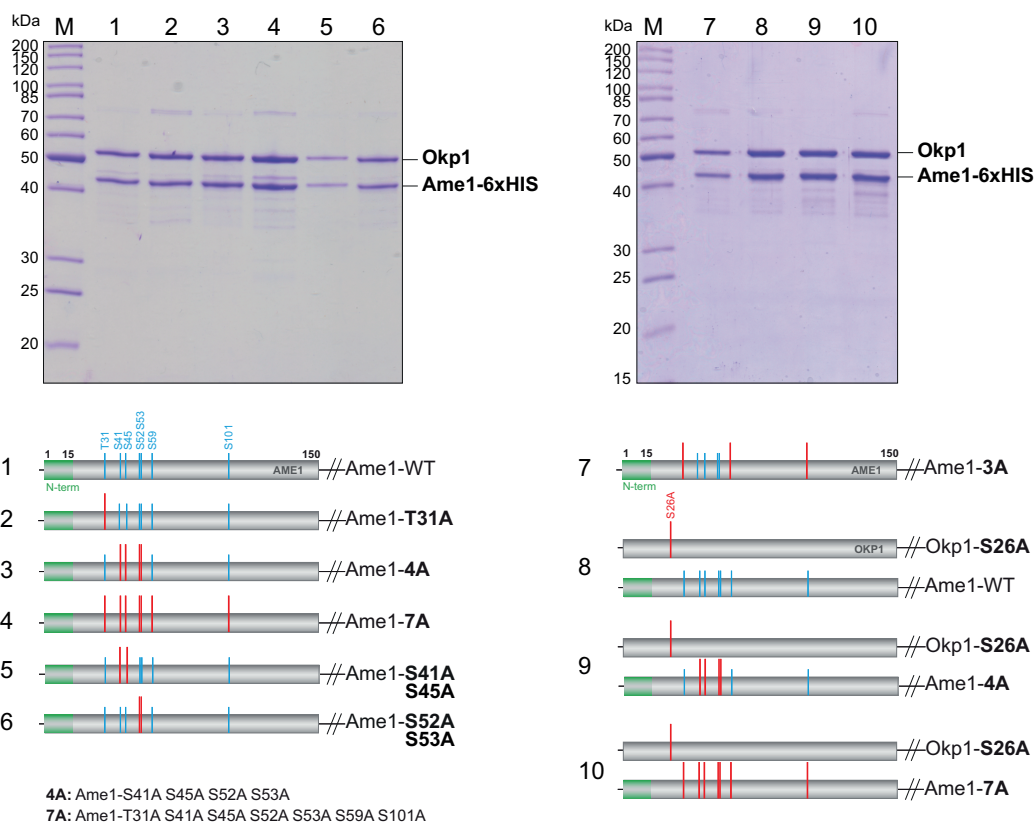 kDa M 1 2 3 4 5 6
200
150
120
100
85
70
60
50
40
30
25
20
Okp1
Ame1-6xHIS
kDa M 7 8 9 10
200
150
120
100
85
70
60
50
40
30
25
20
15
Okp1
Ame1-6xHIS
T31 S41 S45 S52 S53 S59 S101
1 1 15 150 AME1 Ame1-WT
N-term
2 Ame1-T31A
3 Ame1-4A
4 Ame1-7A
5 Ame1-S41A
S45A
6 Ame1-S52A
S53A
4A: Ame1-S41A S45A S52A S53A
7A: Ame1-T31A S41A S45A S52A S53A S59A S101A
7 1 15 150 AME1 Ame1-3A
N-term
S26A
OKP1 Okp1-S26A
8
Ame1-WT
Okp1-S26A
9
Ame1-4A
Okp1-S26A
10
Ame1-7A